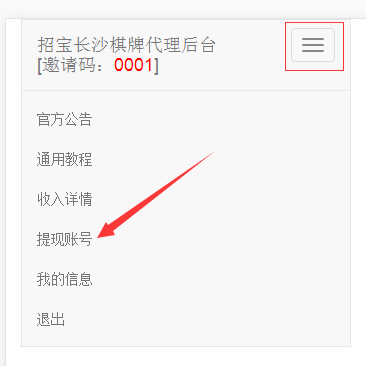 招宝长沙棋牌代理后台
[邀请码：0001]
官方公告
通用教程
收入详情
提现账号
我的信息
退出